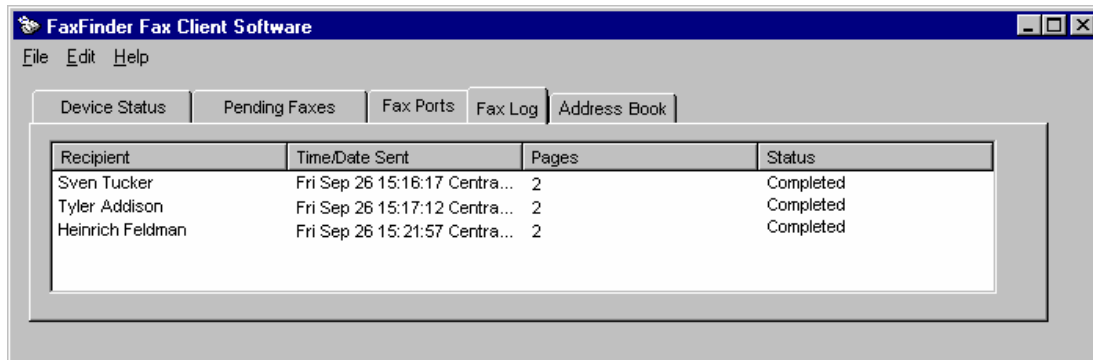 FaxFinder Fax Client Software
File Edit Help
Device Status Pending Faxes Fax Ports Fax Log Address Book
Recipient Time/Date Sent Pages Status
Sven Tucker Fri Sep 26 15:16:17 Centra... 2 Completed
Tyler Addison Fri Sep 26 15:17:12 Centra... 2 Completed
Heinrich Feldman Fri Sep 26 15:21:57 Centra... 2 Completed